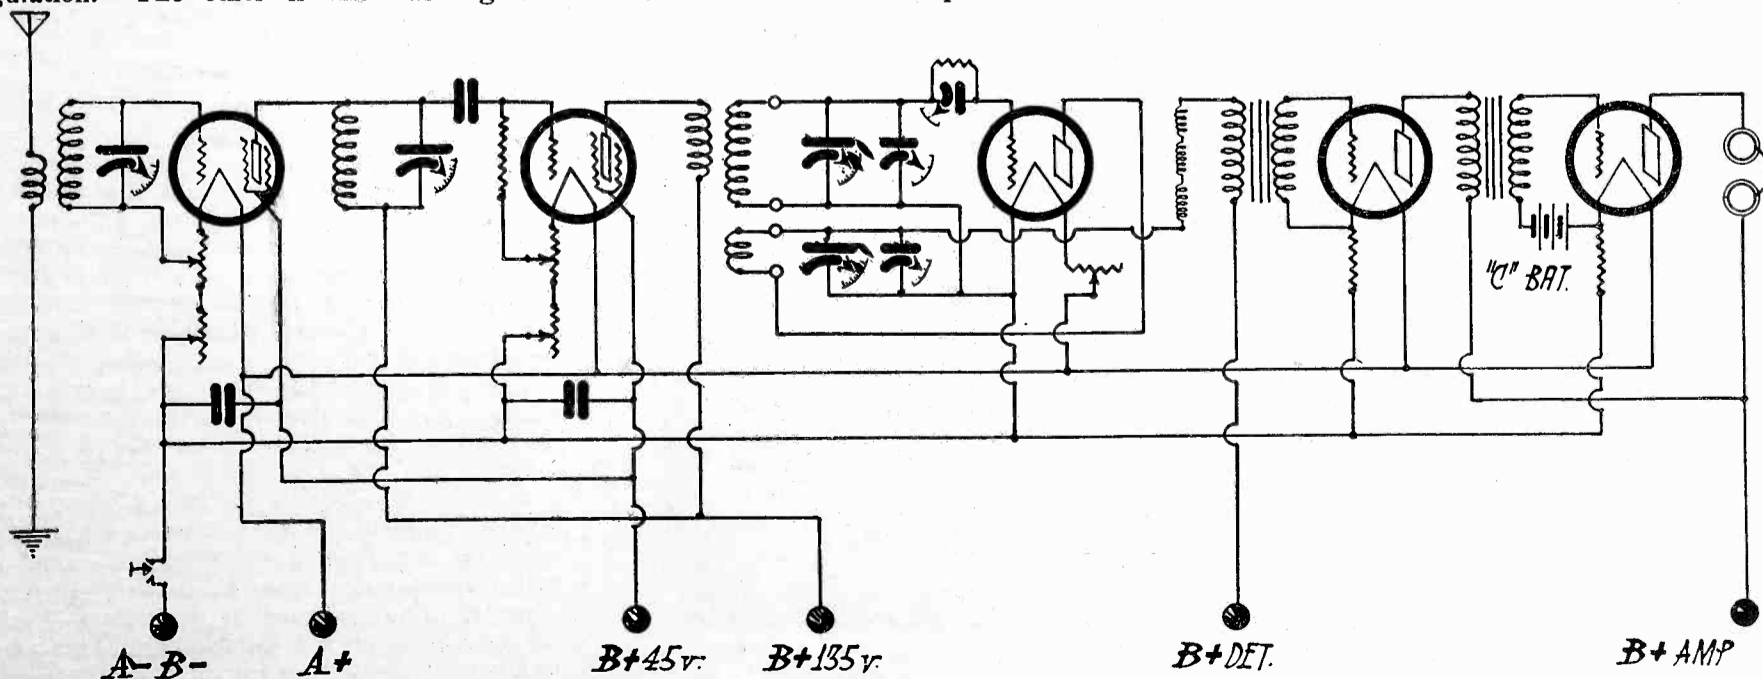 "C" BAT.
A- B-
A+
B+45v.
B+135v.
B+DET.
B+ AMP